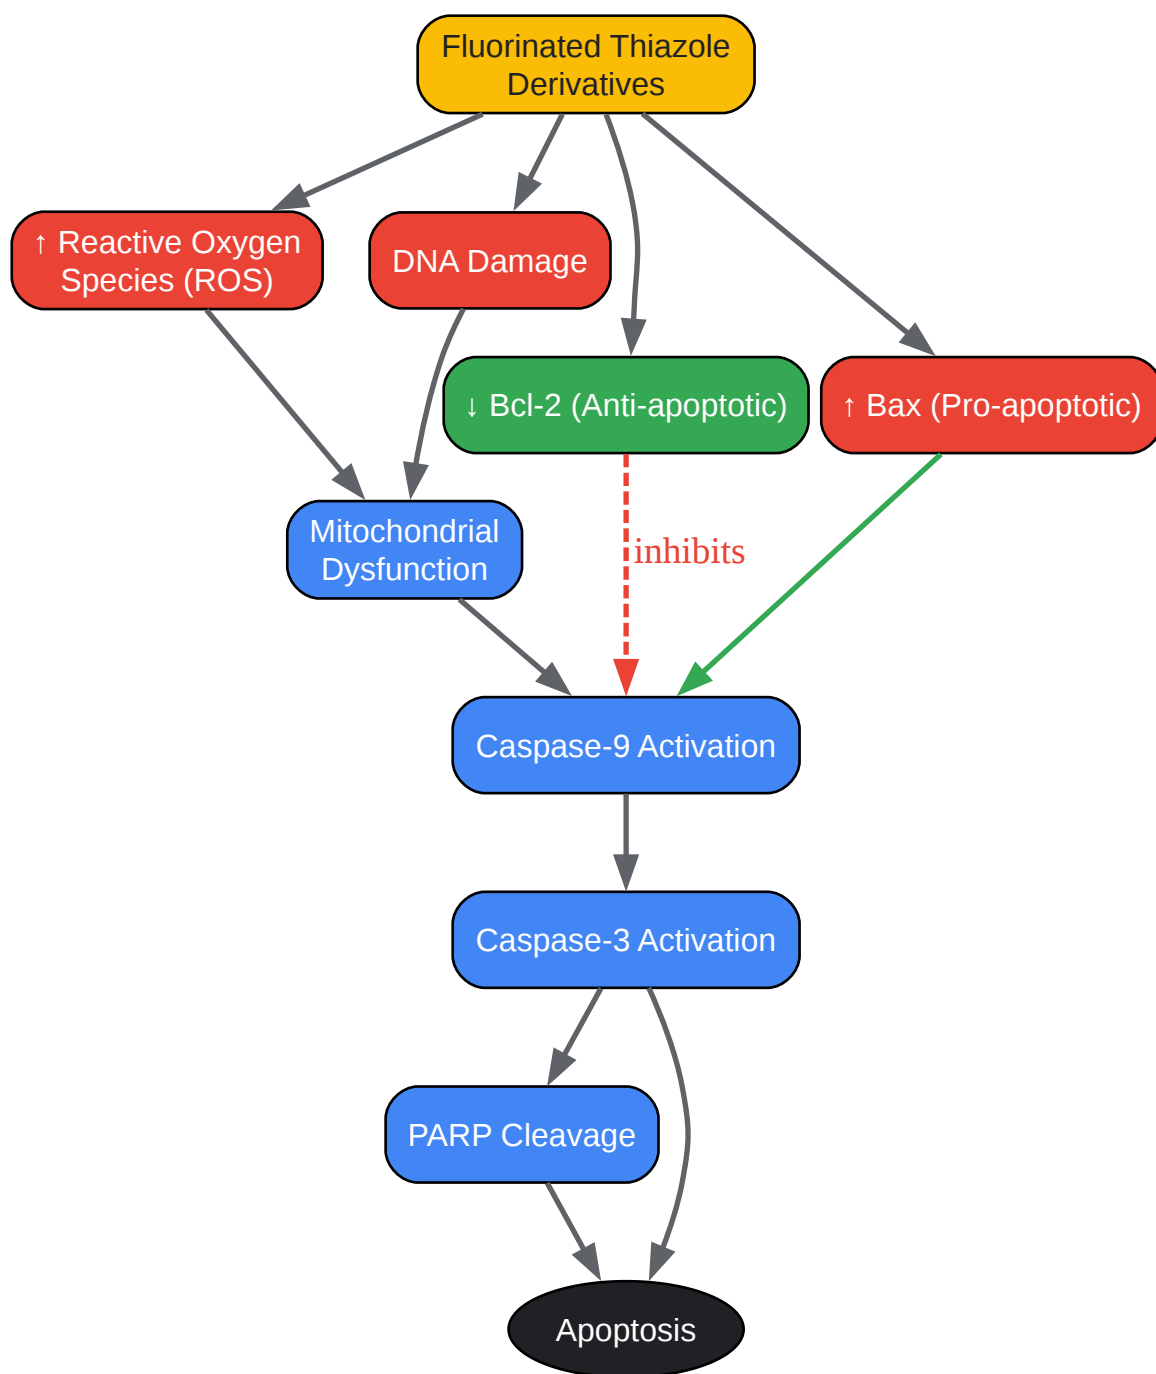 Fluorinated Thiazole
Derivatives
↑ Reactive Oxygen
Species (ROS)
DNA Damage
↓ Bcl-2 (Anti-apoptotic)
↑ Bax (Pro-apoptotic)
Mitochondrial
Dysfunction
inhibits
Caspase-9 Activation
Caspase-3 Activation
PARP Cleavage
Apoptosis